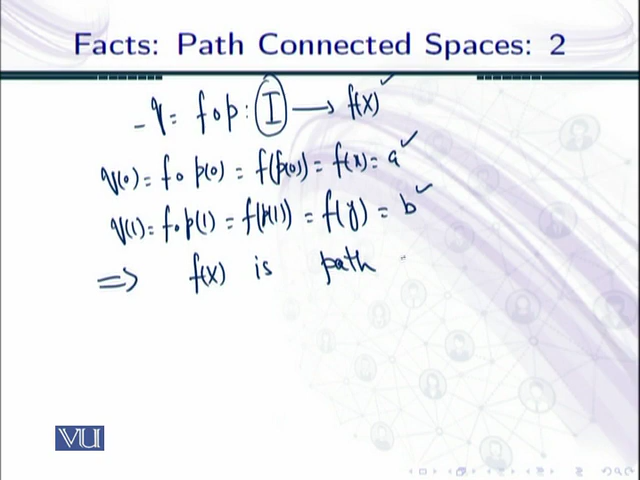 Facts: Path Connected Spaces: 2
- q = f∘p : I → f(X) ✓
q(0) = f∘p(0) = f(p(0)) = f(x) = a ✓
q(1) = f∘p(1) = f(p(1)) = f(y) = b ✓
⇒ f(X) is path
VU